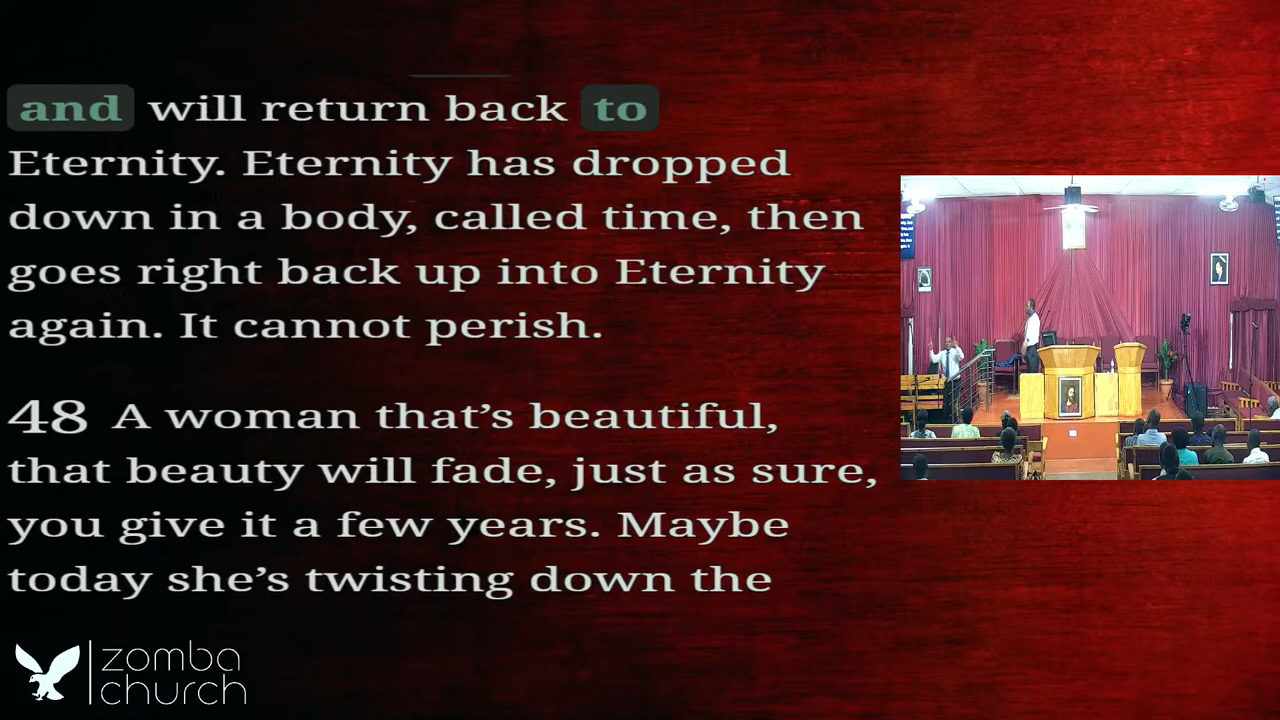 and will return back to
Eternity. Eternity has dropped
down in a body, called time, then
goes right back up into Eternity
again. It cannot perish.
48 A woman that’s beautiful,
that beauty will fade, just as sure,
you give it a few years. Maybe
today she’s twisting down the
zomba
church